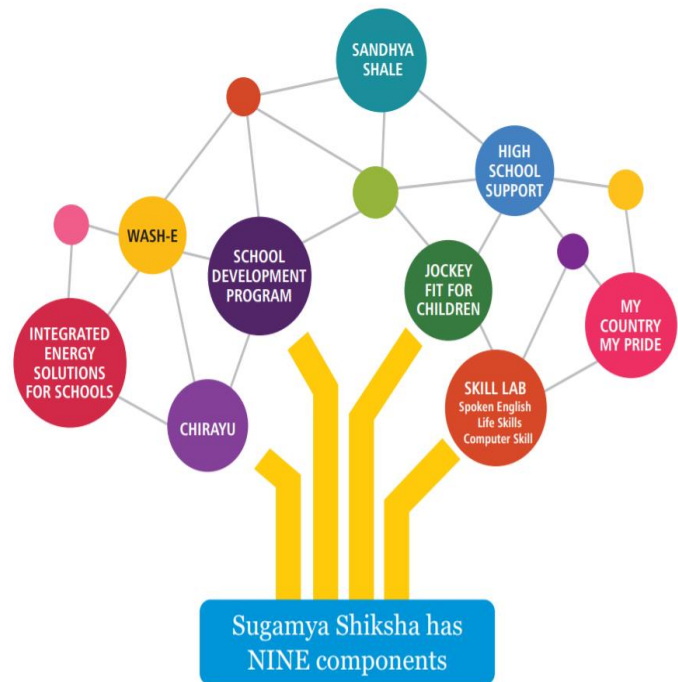 SANDHYA
SHALE
HIGH
SCHOOL
SUPPORT
WASH-E
SCHOOL
DEVELOPMENT
PROGRAM
JOCKEY
FIT FOR
CHILDREN
MY
COUNTRY
MY PRIDE
INTEGRATED
ENERGY
SOLUTIONS
FOR SCHOOLS
CHIRAYU
SKILL LAB
Spoken English
Life Skills
Computer Skill
Sugamya Shiksha has
NINE components